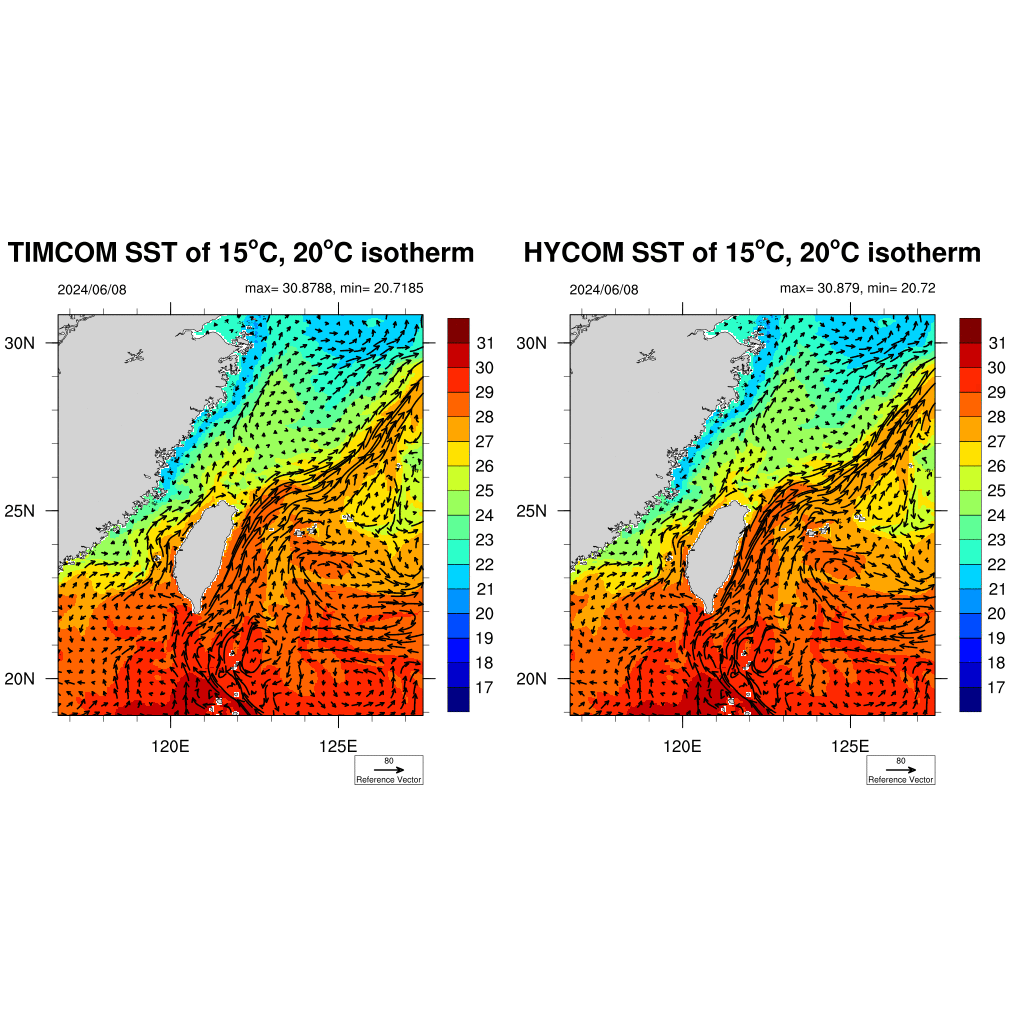 TIMCOM SST of 15°C, 20°C isotherm
2024/06/08
max= 30.8788, min= 20.7185
30N
25N
20N
120E
125E
31
30
29
28
27
26
25
24
23
22
21
20
19
18
17
80
Reference Vector
HYCOM SST of 15°C, 20°C isotherm
2024/06/08
max= 30.879, min= 20.72
30N
25N
20N
120E
125E
31
30
29
28
27
26
25
24
23
22
21
20
19
18
17
80
Reference Vector